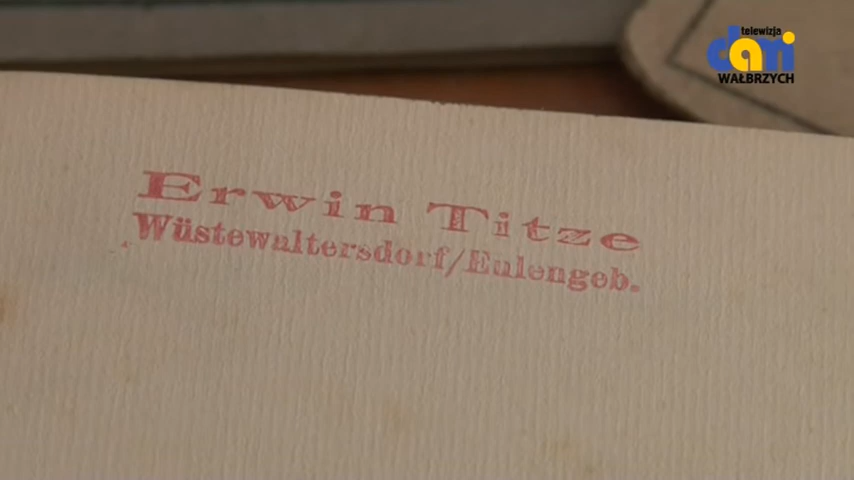 telewizja
dami
WAŁBRZYCH
Erwin Titze
Wüstewaltersdorf/Eulengeb.